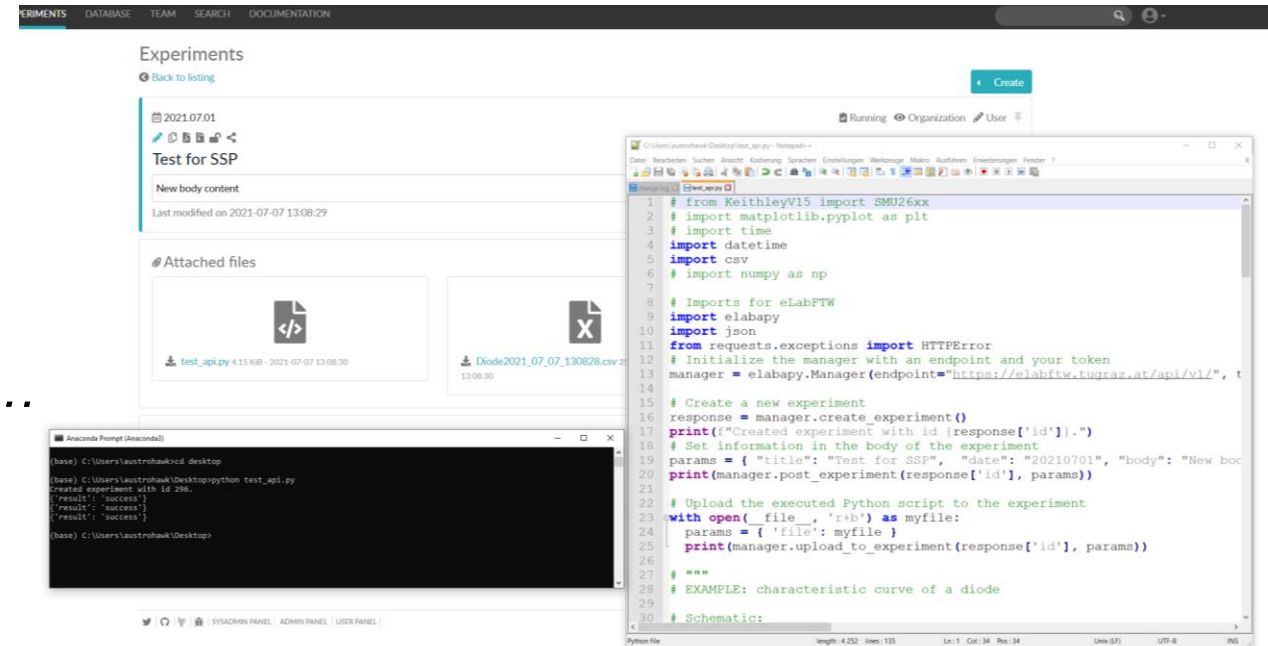 PERIMENTS DATABASE TEAM SEARCH DOCUMENTATION
Experiments
Back to listing
Create
2021.07.01
Running Organization User
Test for SSP
New body content
Last modified on 2021-07-07 13:08:29
Attached files
</>
test_api.py 4.15 KiB - 2021-07-07 13:08:30
X
Diode2021_07_07_130828.csv
13:08:30
..
Anaconda Prompt (Anaconda3)
(base) C:\Users\austrohawk>cd desktop
(base) C:\Users\austrohawk\Desktop>python test_api.py
Created experiment with id 296.
{'result': 'success'}
{'result': 'success'}
{'result': 'success'}
(base) C:\Users\austrohawk\Desktop>
SYSADMIN PANEL | ADMIN PANEL | USER PANEL |
C:\Users\austrohawk\Desktop\test_api.py - Notepad++
Datei Bearbeiten Suchen Ansicht Kodierung Sprachen Einstellungen Werkzeuge Makro Ausführen Erweiterungen Fenster ?
change.log test_api.py
1 # from KeithleyV15 import SMU26xx
2 # import matplotlib.pyplot as plt
3 # import time
4 import datetime
5 import csv
6 # import numpy as np
7
8 # Imports for eLabFTW
9 import elabapy
10 import json
11 from requests.exceptions import HTTPError
12 # Initialize the manager with an endpoint and your token
13 manager = elabapy.Manager(endpoint="https://elabftw.tugraz.at/api/v1/", t
14
15 # Create a new experiment
16 response = manager.create_experiment()
17 print(f"Created experiment with id {response['id']}.")
18 # Set information in the body of the experiment
19 params = { "title": "Test for SSP", "date": "20210701", "body": "New boc
20 print(manager.post_experiment(response['id'], params))
21
22 # Upload the executed Python script to the experiment
23 with open(__file__, 'r+b') as myfile:
24 params = { 'file': myfile }
25 print(manager.upload_to_experiment(response['id'], params))
26
27 # """
28 # EXAMPLE: characteristic curve of a diode
29
30 # Schematic:
Python file length : 4 252 lines : 135 Ln : 1 Col : 34 Pos : 34 Unix (LF) UTF-8 INS